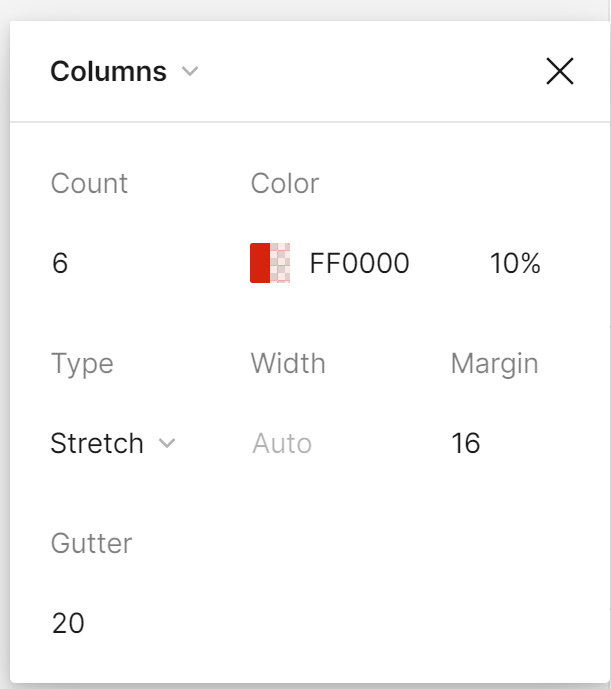 Columns
Count Color
6 FF0000 10%
Type Width Margin
Stretch Auto 16
Gutter
20